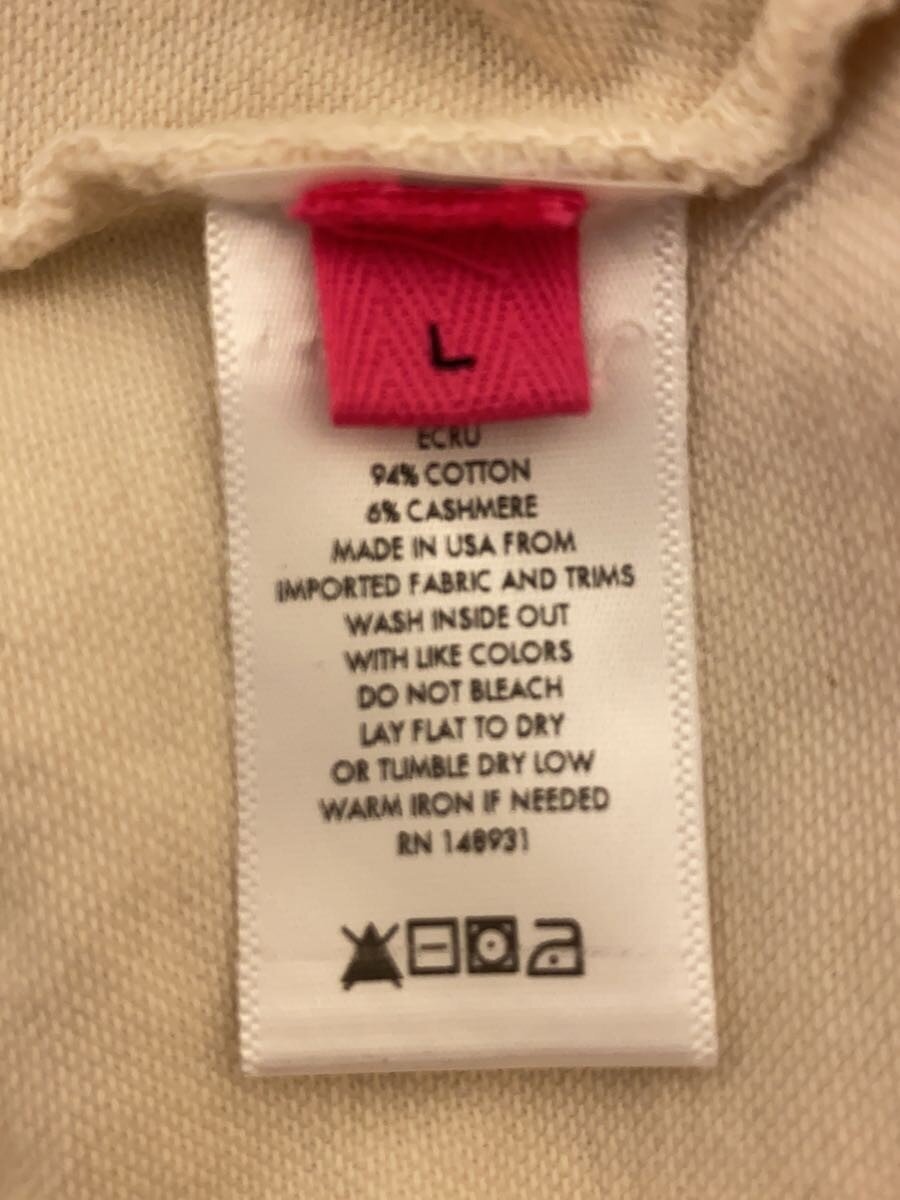 L
ECRU
94% COTTON
6% CASHMERE
MADE IN USA FROM
IMPORTED FABRIC AND TRIMS
WASH INSIDE OUT
WITH LIKE COLORS
DO NOT BLEACH
LAY FLAT TO DRY
OR TUMBLE DRY LOW
WARM IRON IF NEEDED
RN 148931